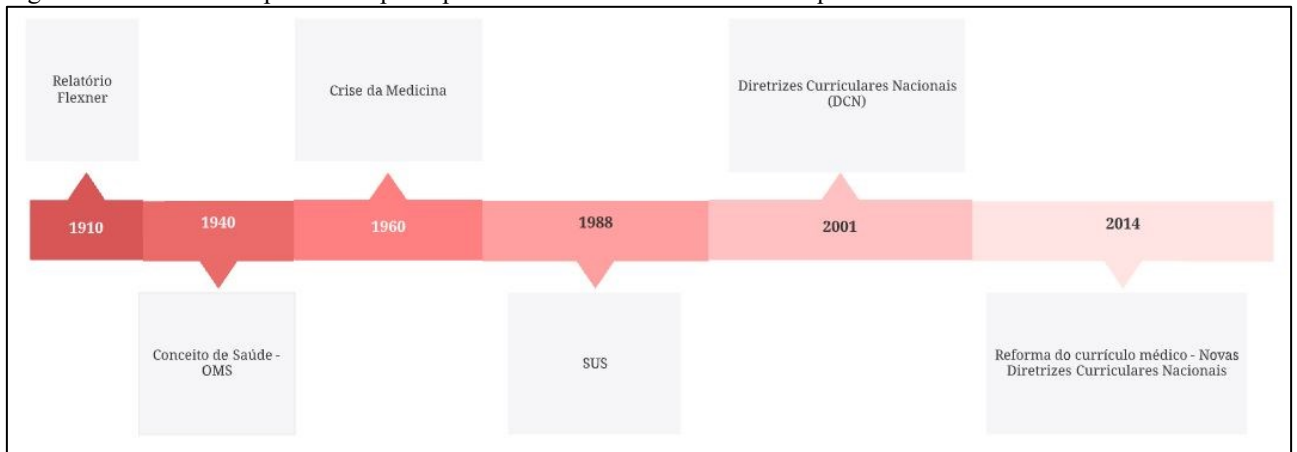 Relatório
Flexner
Crise da Medicina
Diretrizes Curriculares Nacionais
(DCN)
1910
1940
1960
1988
2001
2014
Conceito de Saúde -
OMS
SUS
Reforma do currículo médico - Novas
Diretrizes Curriculares Nacionais